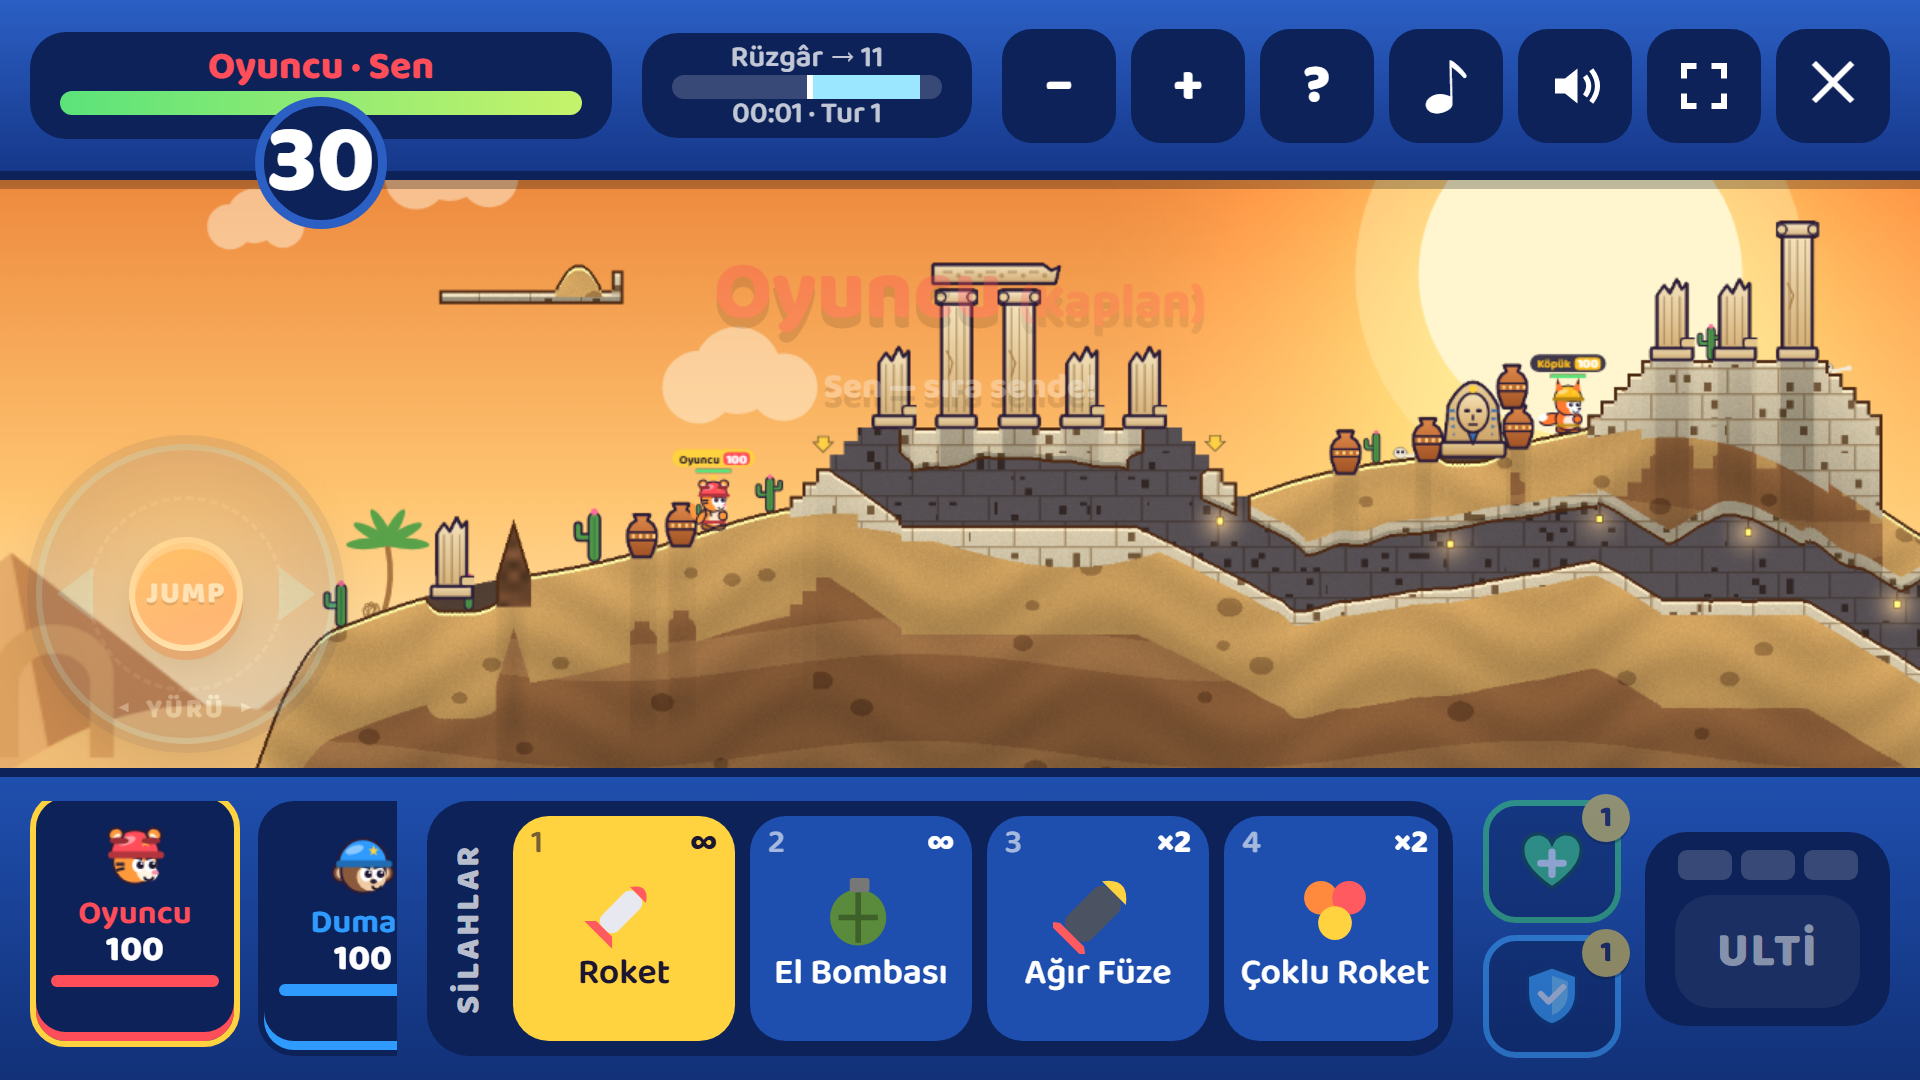 Oyuncu · Sen
30
Rüzgâr → 11
00:01 · Tur 1
−
+
?
Oyuncu (Kaplan)
Sen — sıra sende!
Oyuncu 100
Köpük 100
JUMP
YÜRÜ
Oyuncu
100
Duma
100
SİLAHLAR
1 ∞
Roket
2 ∞
El Bombası
3 ×2
Ağır Füze
4 ×2
Çoklu Roket
1
1
ULTİ